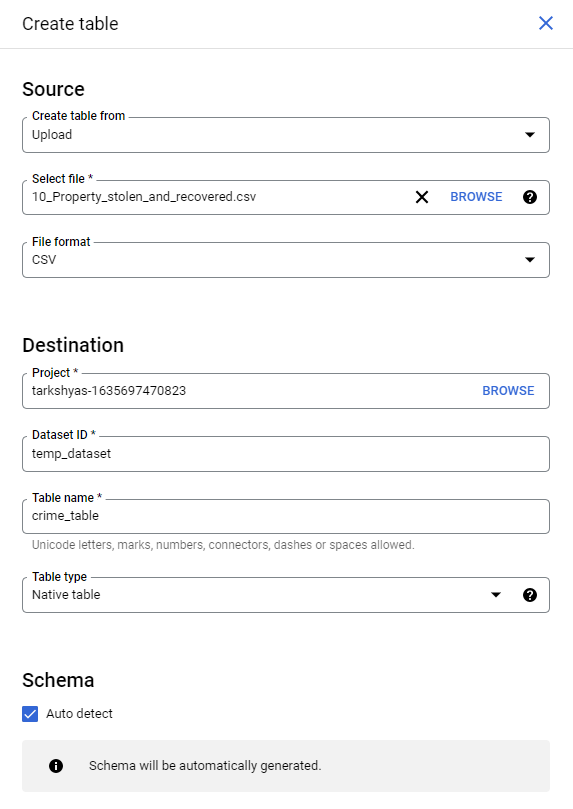 Create table
Source
Create table from
Upload
Select file *
10_Property_stolen_and_recovered.csv BROWSE
File format
CSV
Destination
Project *
tarkshyas-1635697470823 BROWSE
Dataset ID *
temp_dataset
Table name *
crime_table
Unicode letters, marks, numbers, connectors, dashes or spaces allowed.
Table type
Native table
Schema
Auto detect
Schema will be automatically generated.